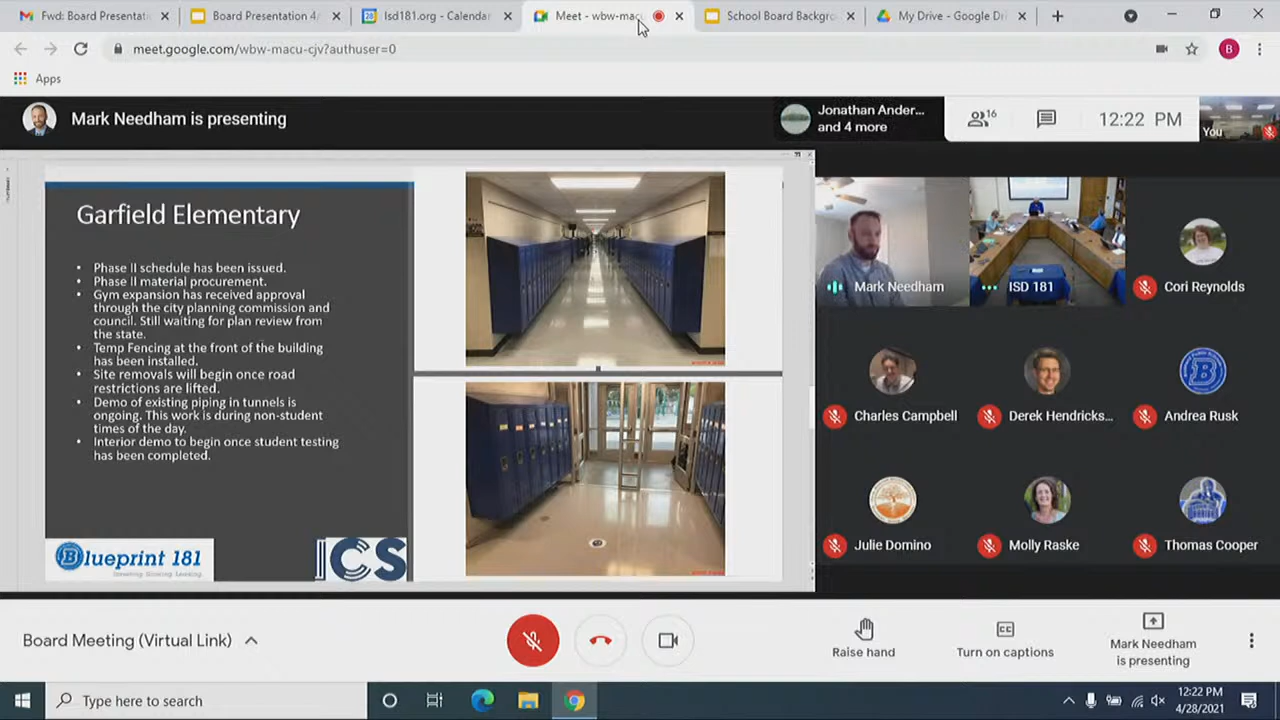 Fwd: Board Presentati
Board Presentation 4/
Isd181.org - Calenda
Meet - wbw-macu
School Board Backgro
My Drive - Google Dri
meet.google.com/wbw-macu-cjv?authuser=0
B
Apps
Mark Needham is presenting
Jonathan Ander...
and 4 more
16
12:22 PM
You
Garfield Elementary
• Phase II schedule has been issued.
• Phase II material procurement.
• Gym expansion has received approval
through the city planning commission and
council. Still waiting for plan review from
the state.
• Temp Fencing at the front of the building
has been installed.
• Site removals will begin once road
restrictions are lifted.
• Demo of existing piping in tunnels is
ongoing. This work is during non-student
times of the day.
• Interior demo to begin once student testing
has been completed.
Blueprint 181
ICS
Mark Needham
ISD 181
Cori Reynolds
Charles Campbell
Derek Hendricks...
Andrea Rusk
Julie Domino
Molly Raske
Thomas Cooper
Board Meeting (Virtual Link)
Raise hand
CC
Turn on captions
Mark Needham
is presenting
Type here to search
12:22 PM
4/28/2021